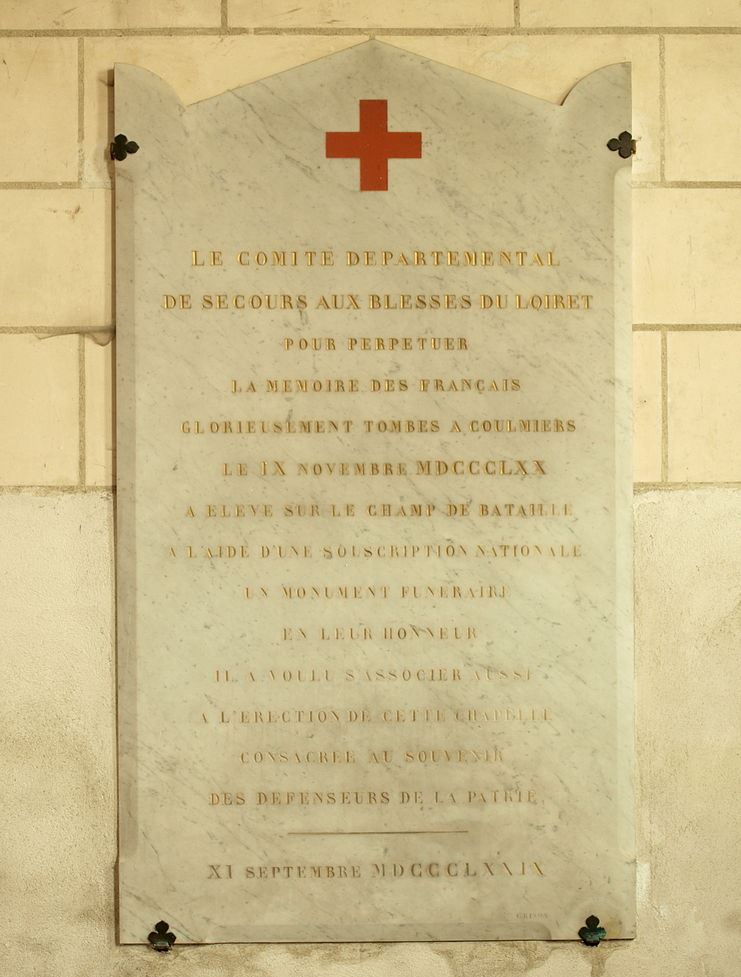 LE COMITE DEPARTEMENTAL
DE SECOURS AUX BLESSES DU LOIRET
POUR PERPETUER
LA MEMOIRE DES FRANÇAIS
GLORIEUSEMENT TOMBES A COULMIERS
LE IX NOVEMBRE MDCCCLXX
A ELEVE SUR LE CHAMP DE BATAILLE
A L'AIDE D'UNE SOUSCRIPTION NATIONALE
UN MONUMENT FUNERAIRE
EN LEUR HONNEUR
IL A VOULU S'ASSOCIER AUSSI
A L'ERECTION DE CETTE CHAPELLE
CONSACREE AU SOUVENIR
DES DEFENSEURS DE LA PATRIE
XI SEPTEMBRE MDCCCLXXIX